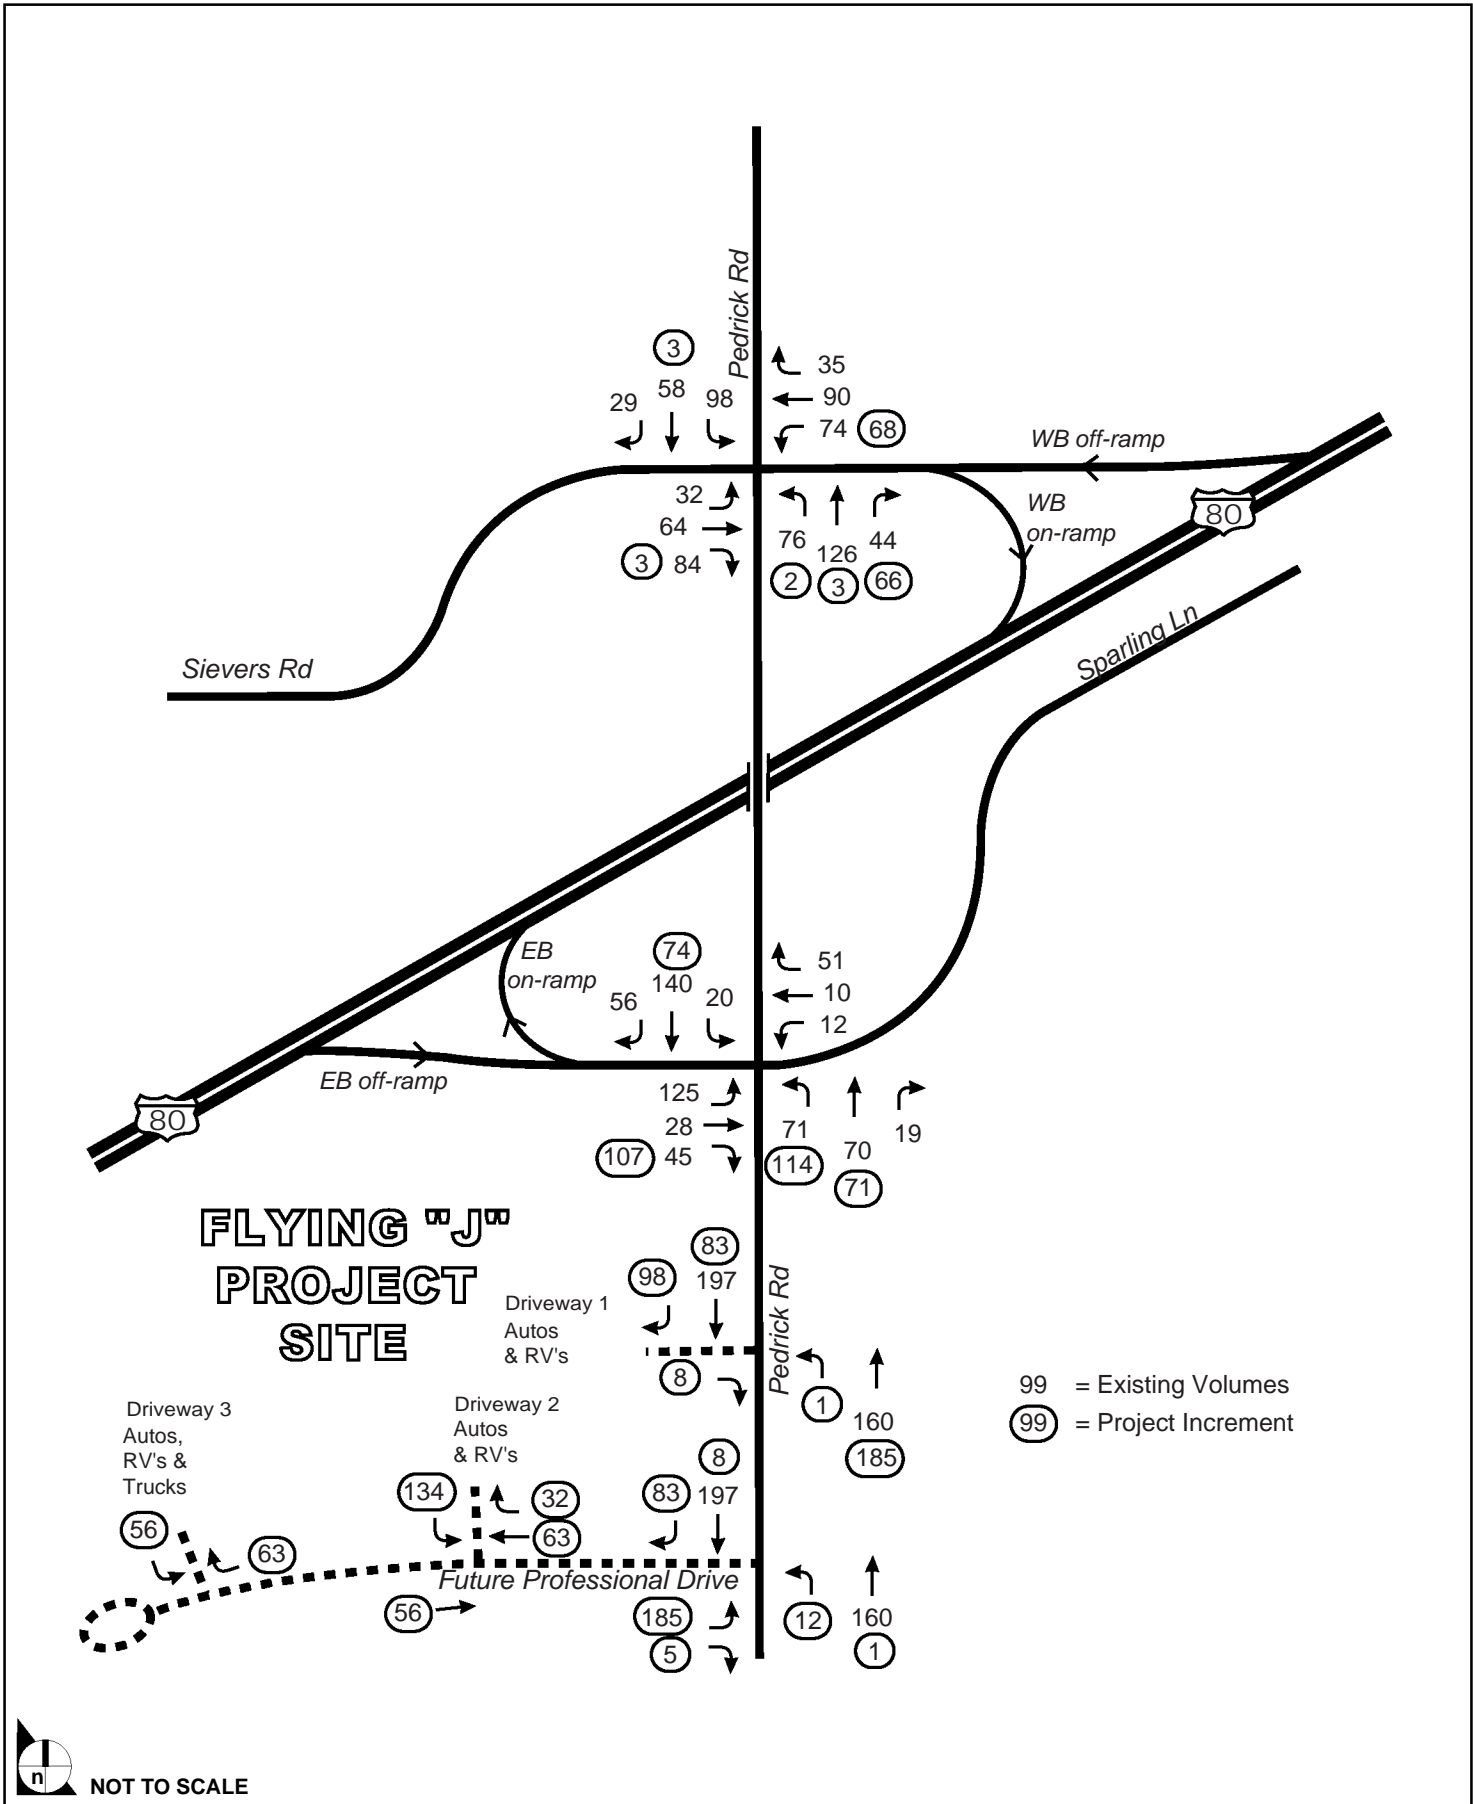 Pedrick Rd
3
29
58
98
35
90
74 68
WB off-ramp
80
WB
on-ramp
32
64
3 84
76
126
44
2 3 66
Sparling Ln
Sievers Rd
EB
on-ramp
74
140
56
20
51
10
12
EB off-ramp
80
125
28
107 45
71
114
70
71
19
FLYING "J"
PROJECT
SITE
83
98
197
Driveway 1
Autos
& RV's
8
Pedrick Rd
1
160
185
99 = Existing Volumes
99 = Project Increment
Driveway 3
Autos,
RV's &
Trucks
Driveway 2
Autos
& RV's
8
134
32
63
83
197
56
63
Future Professional Drive
56
185
5
12
160
1
n
NOT TO SCALE